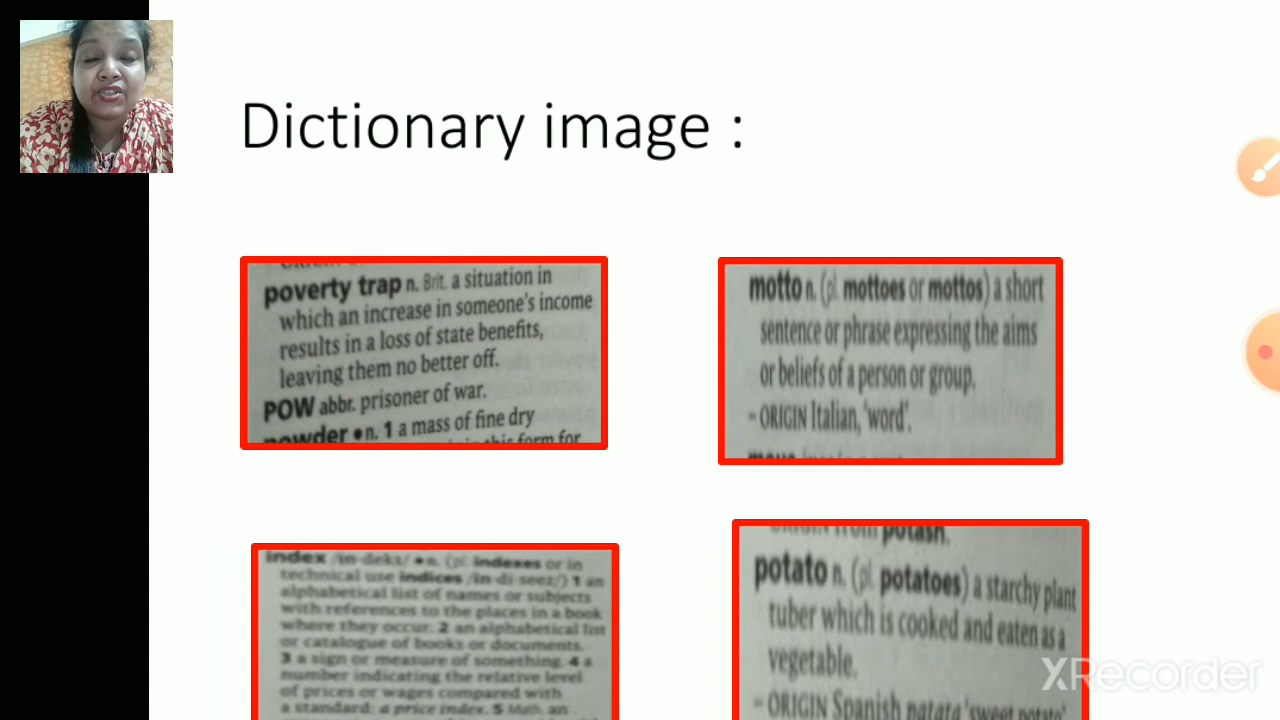 Dictionary image :
poverty trap n. Brit. a situation in
which an increase in someone's income
results in a loss of state benefits,
leaving them no better off.
POW abbr. prisoner of war.
powder • n. 1 a mass of fine dry
in this form for
motto n. (pl. mottoes or mottos) a short
sentence or phrase expressing the aims
or beliefs of a person or group.
– ORIGIN Italian, 'word'.
index /in-deks/ • n. (pl. indexes or in
technical use indices /in-di-seez/) 1 an
alphabetical list of names or subjects
with references to the places in a book
where they occur. 2 an alphabetical list
or catalogue of books or documents.
3 a sign or measure of something. 4 a
number indicating the relative level
of prices or wages compared with
a standard: a price index. 5 Math. an
ORIGIN from potash.
potato n. (pl. potatoes) a starchy plant
tuber which is cooked and eaten as a
vegetable.
– ORIGIN Spanish patata 'sweet potato'
XRecorder